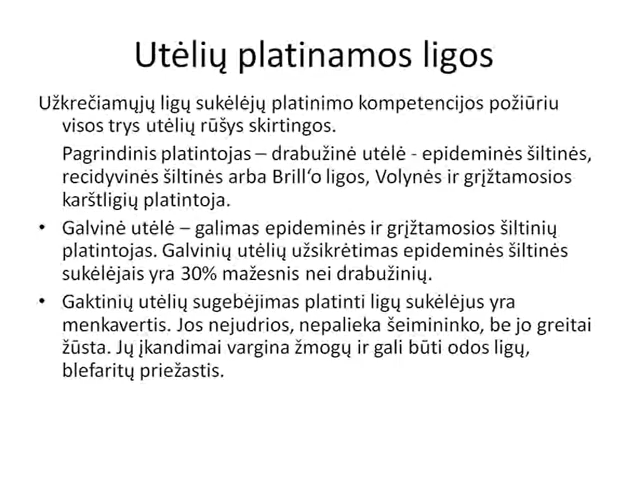 Utėlių platinamos ligos
Užkrečiamųjų ligų sukėlėjų platinimo kompetencijos požiūriu
visos trys utėlių rūšys skirtingos.
Pagrindinis platintojas – drabužinė utėlė - epideminės šiltinės,
recidyvinės šiltinės arba Brill‘o ligos, Volynės ir grįžtamosios
karštligių platintoja.
• Galvinė utėlė – galimas epideminės ir grįžtamosios šiltinių
platintojas. Galvinių utėlių užsikrėtimas epideminės šiltinės
sukėlėjais yra 30% mažesnis nei drabužinių.
• Gaktinių utėlių sugebėjimas platinti ligų sukėlėjus yra
menkavertis. Jos nejudrios, nepalieka šeimininko, be jo greitai
žūsta. Jų įkandimai vargina žmogų ir gali būti odos ligų,
blefaritų priežastis.